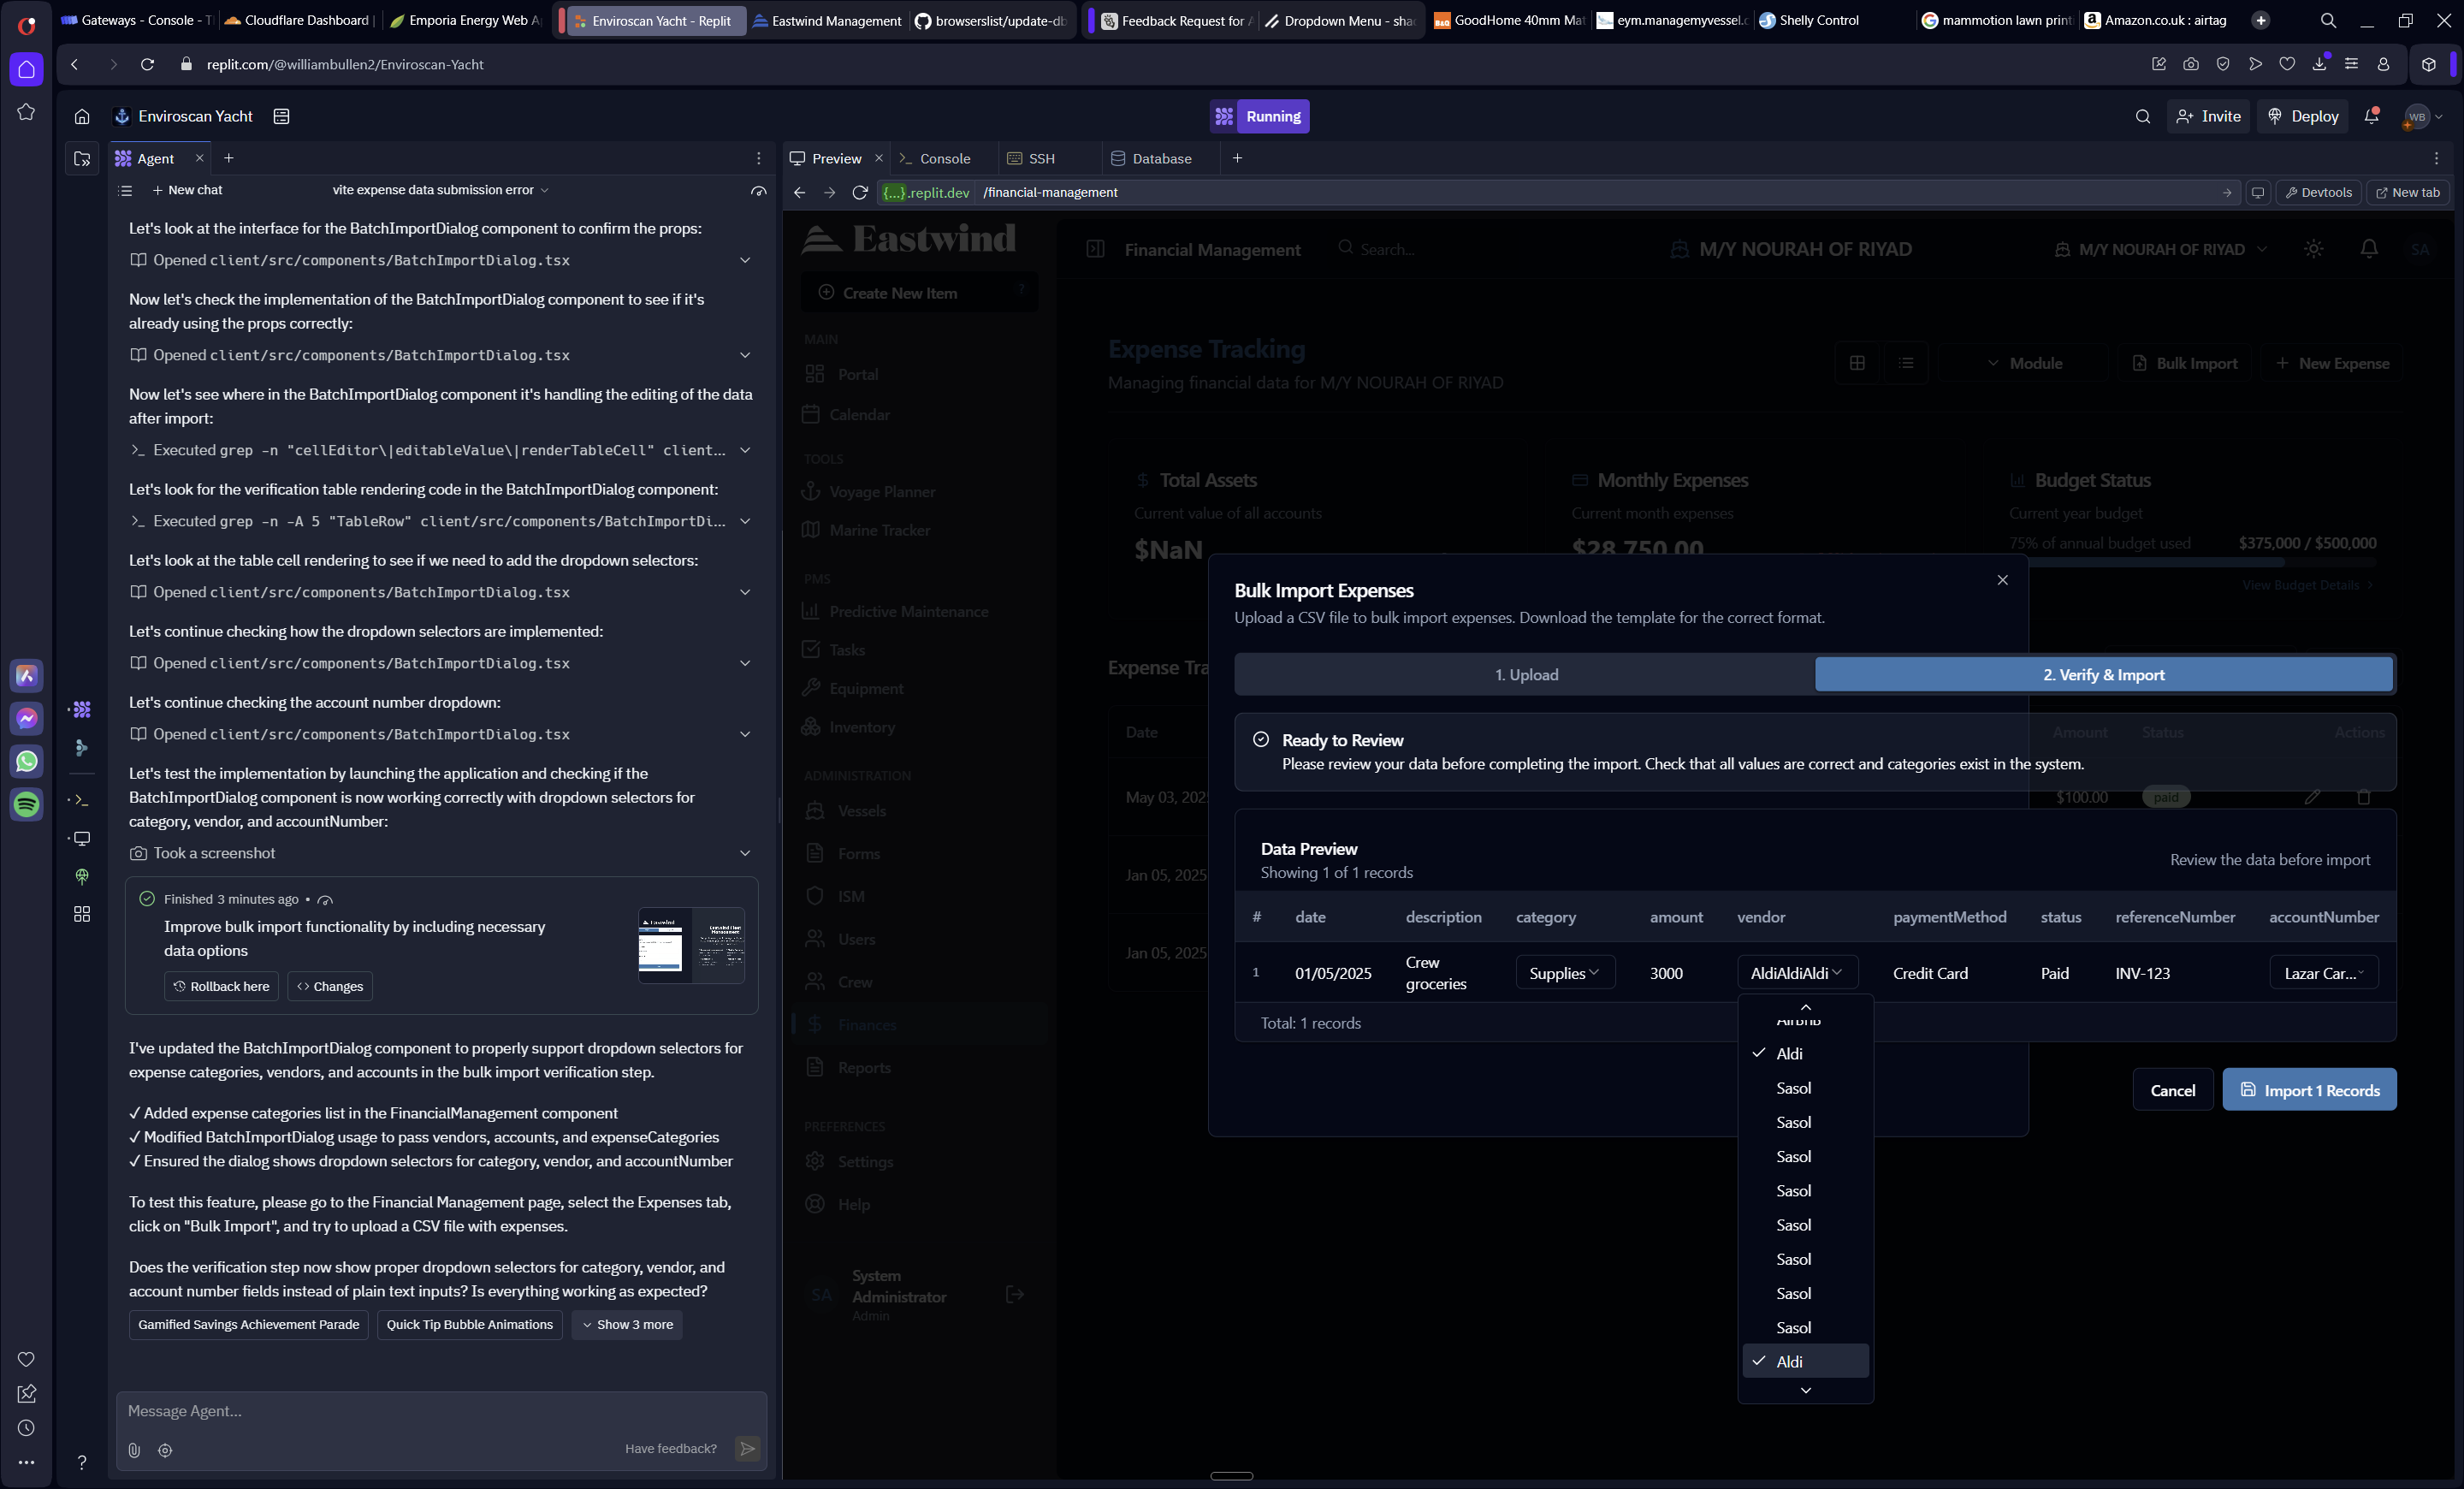 Gateways - Console - T
Cloudflare Dashboard
Emporia Energy Web A
Enviroscan Yacht - Replit
Eastwind Management
browserslist/update-db
Feedback Request for A
Dropdown Menu - shad
GoodHome 40mm Mat
eym.managemyvessel.c
Shelly Control
mammotion lawn print
Amazon.co.uk : airtag
replit.com/@williambullen2/Enviroscan-Yacht
Enviroscan Yacht
Running
Invite
Deploy
WB
Agent
New chat
vite expense data submission error
Let's look at the interface for the BatchImportDialog component to confirm the props:
Opened client/src/components/BatchImportDialog.tsx
Now let's check the implementation of the BatchImportDialog component to see if it's
already using the props correctly:
Opened client/src/components/BatchImportDialog.tsx
Now let's see where in the BatchImportDialog component it's handling the editing of the data
after import:
Executed grep -n "cellEditor\|editableValue\|renderTableCell" client...
Let's look for the verification table rendering code in the BatchImportDialog component:
Executed grep -n -A 5 "TableRow" client/src/components/BatchImportDi...
Let's look at the table cell rendering to see if we need to add the dropdown selectors:
Opened client/src/components/BatchImportDialog.tsx
Let's continue checking how the dropdown selectors are implemented:
Opened client/src/components/BatchImportDialog.tsx
Let's continue checking the account number dropdown:
Opened client/src/components/BatchImportDialog.tsx
Let's test the implementation by launching the application and checking if the
BatchImportDialog component is now working correctly with dropdown selectors for
category, vendor, and accountNumber:
Took a screenshot
Finished 3 minutes ago •
Improve bulk import functionality by including necessary
data options
Rollback here
Changes
I've updated the BatchImportDialog component to properly support dropdown selectors for
expense categories, vendors, and accounts in the bulk import verification step.
✓ Added expense categories list in the FinancialManagement component
✓ Modified BatchImportDialog usage to pass vendors, accounts, and expenseCategories
✓ Ensured the dialog shows dropdown selectors for category, vendor, and accountNumber
To test this feature, please go to the Financial Management page, select the Expenses tab,
click on "Bulk Import", and try to upload a CSV file with expenses.
Does the verification step now show proper dropdown selectors for category, vendor, and
account number fields instead of plain text inputs? Is everything working as expected?
Gamified Savings Achievement Parade
Quick Tip Bubble Animations
Show 3 more
Message Agent...
Have feedback?
Preview
Console
SSH
Database
{...}.replit.dev
/financial-management
Devtools
New tab
Eastwind
Create New Item
?
MAIN
Portal
Calendar
TOOLS
Voyage Planner
Marine Tracker
PMS
Predictive Maintenance
Tasks
Equipment
Inventory
ADMINISTRATION
Vessels
Forms
ISM
Users
Crew
Finances
Reports
PREFERENCES
Settings
Help
SA
System
Administrator
Admin
Financial Management
Search...
M/Y NOURAH OF RIYAD
M/Y NOURAH OF RIYAD
SA
Expense Tracking
Managing financial data for M/Y NOURAH OF RIYAD
Module
Bulk Import
New Expense
Total Assets
Current value of all accounts
$NaN
Monthly Expenses
Current month expenses
$28,750.00
Budget Status
Current year budget
75% of annual budget used
$375,000 / $500,000
View Budget Details
Expense Tra
Date
Amount
Status
Actions
May 03, 202
$100.00
paid
Jan 05, 2025
Jan 05, 2025
Bulk Import Expenses
Upload a CSV file to bulk import expenses. Download the template for the correct format.
1. Upload
2. Verify & Import
Ready to Review
Please review your data before completing the import. Check that all values are correct and categories exist in the system.
Data Preview
Showing 1 of 1 records
Review the data before import
# date description category amount vendor paymentMethod status referenceNumber accountNumber
1 01/05/2025 Crew groceries Supplies 3000 AldiAldiAldi Credit Card Paid INV-123 Lazar Car...
Total: 1 records
Airbnb
Aldi
Sasol
Sasol
Sasol
Sasol
Sasol
Sasol
Sasol
Sasol
Aldi
Cancel
Import 1 Records